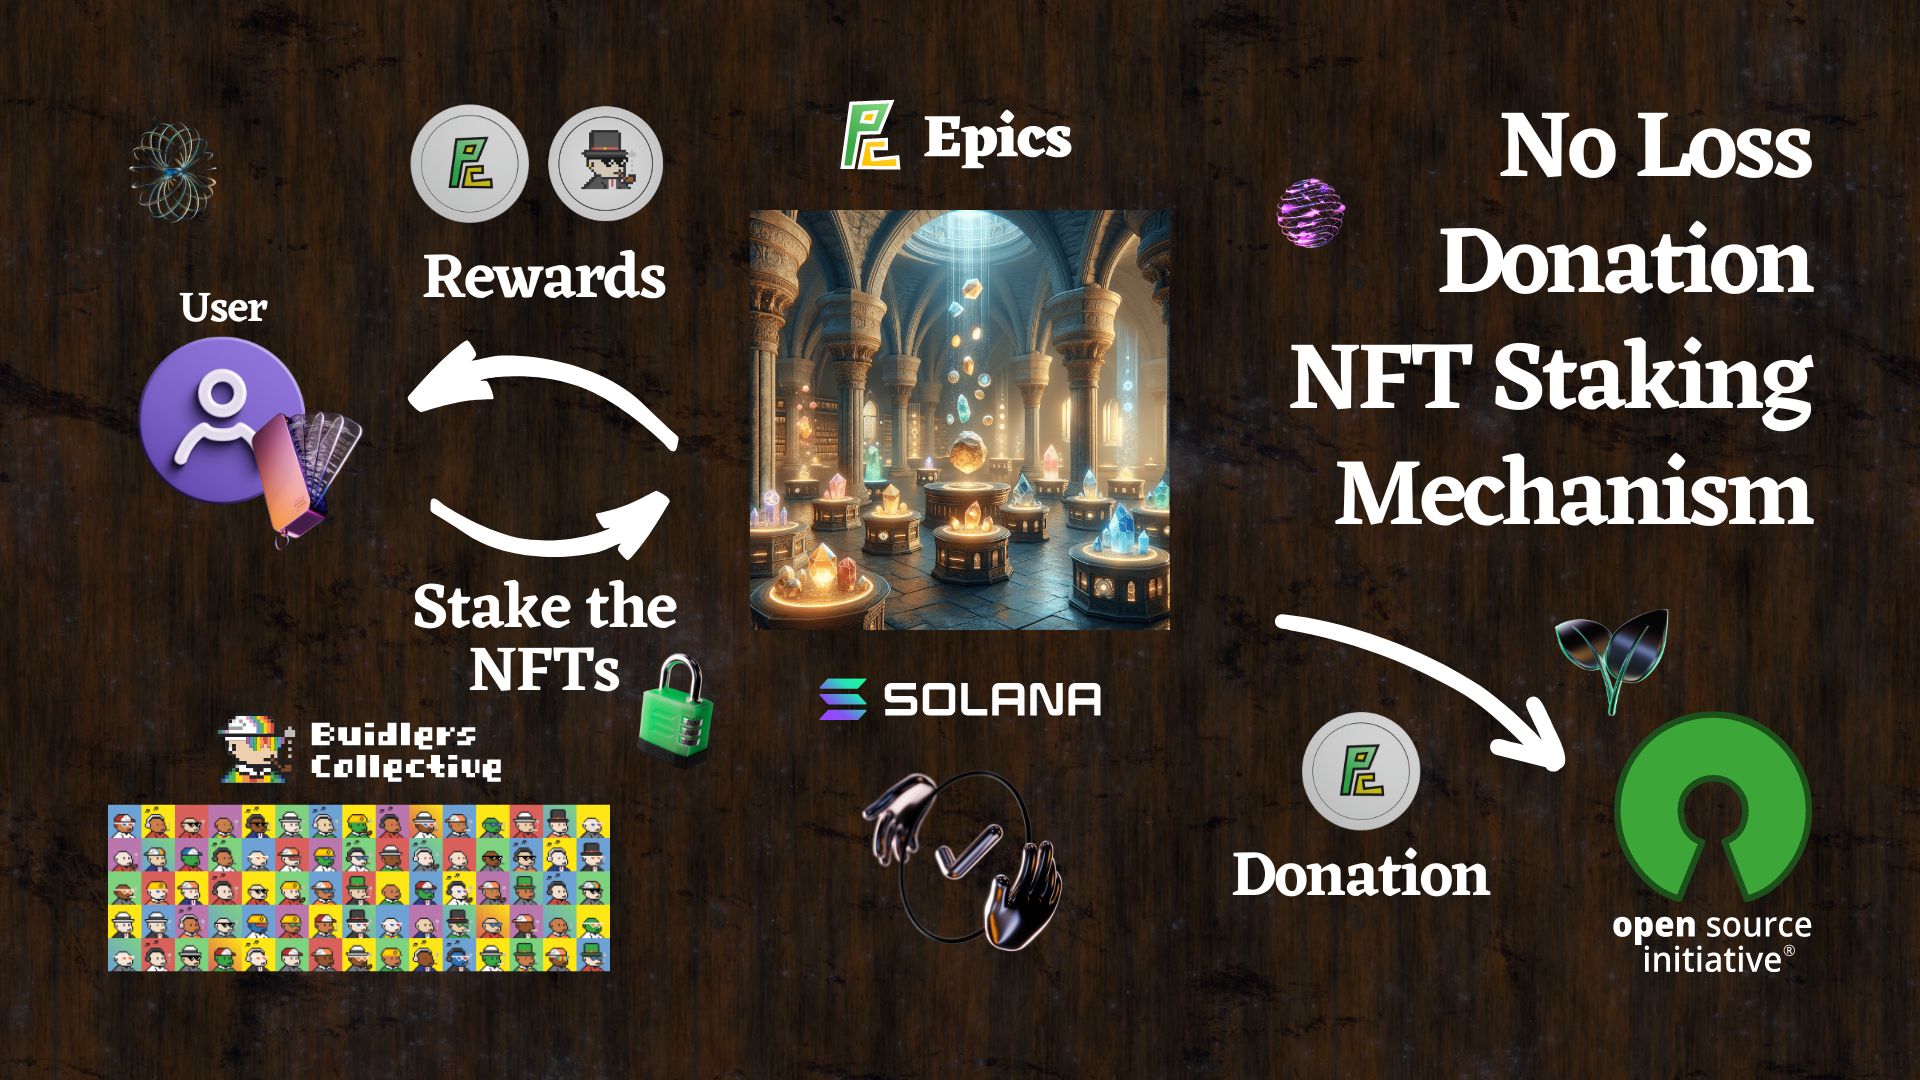 User
Rewards
Stake the
NFTs
Buidlers
Collective
Epics
SOLANA
No Loss
Donation
NFT Staking
Mechanism
Donation
open source
initiative®